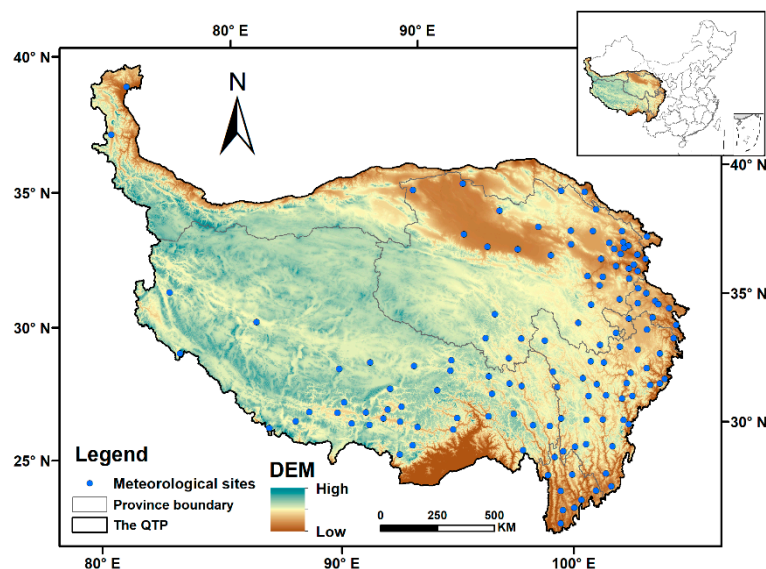 80° E 90° E
40° N
N
40° N
35° N
35° N
30° N
30° N
25° N
Legend
Meteorological sites
Province boundary
The QTP
DEM
High
Low
0 250 500
KM
80° E 90° E 100° E